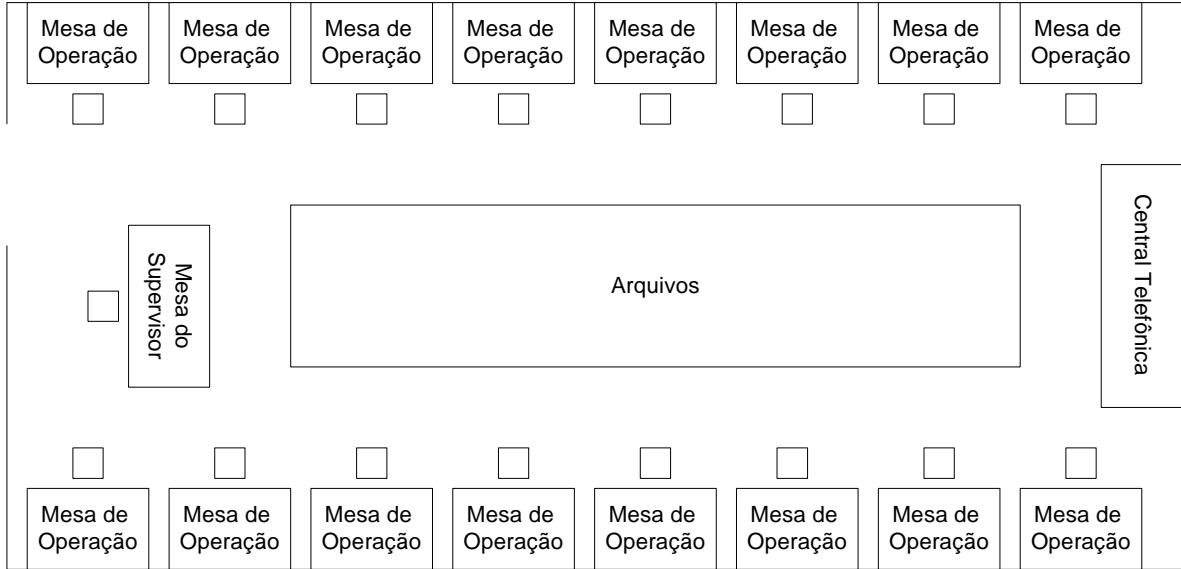 Mesa de
Operação
Mesa de
Operação
Mesa de
Operação
Mesa de
Operação
Mesa de
Operação
Mesa de
Operação
Mesa de
Operação
Mesa de
Operação
Mesa do
Supervisor
Arquivos
Central Telefônica
Mesa de
Operação
Mesa de
Operação
Mesa de
Operação
Mesa de
Operação
Mesa de
Operação
Mesa de
Operação
Mesa de
Operação
Mesa de
Operação